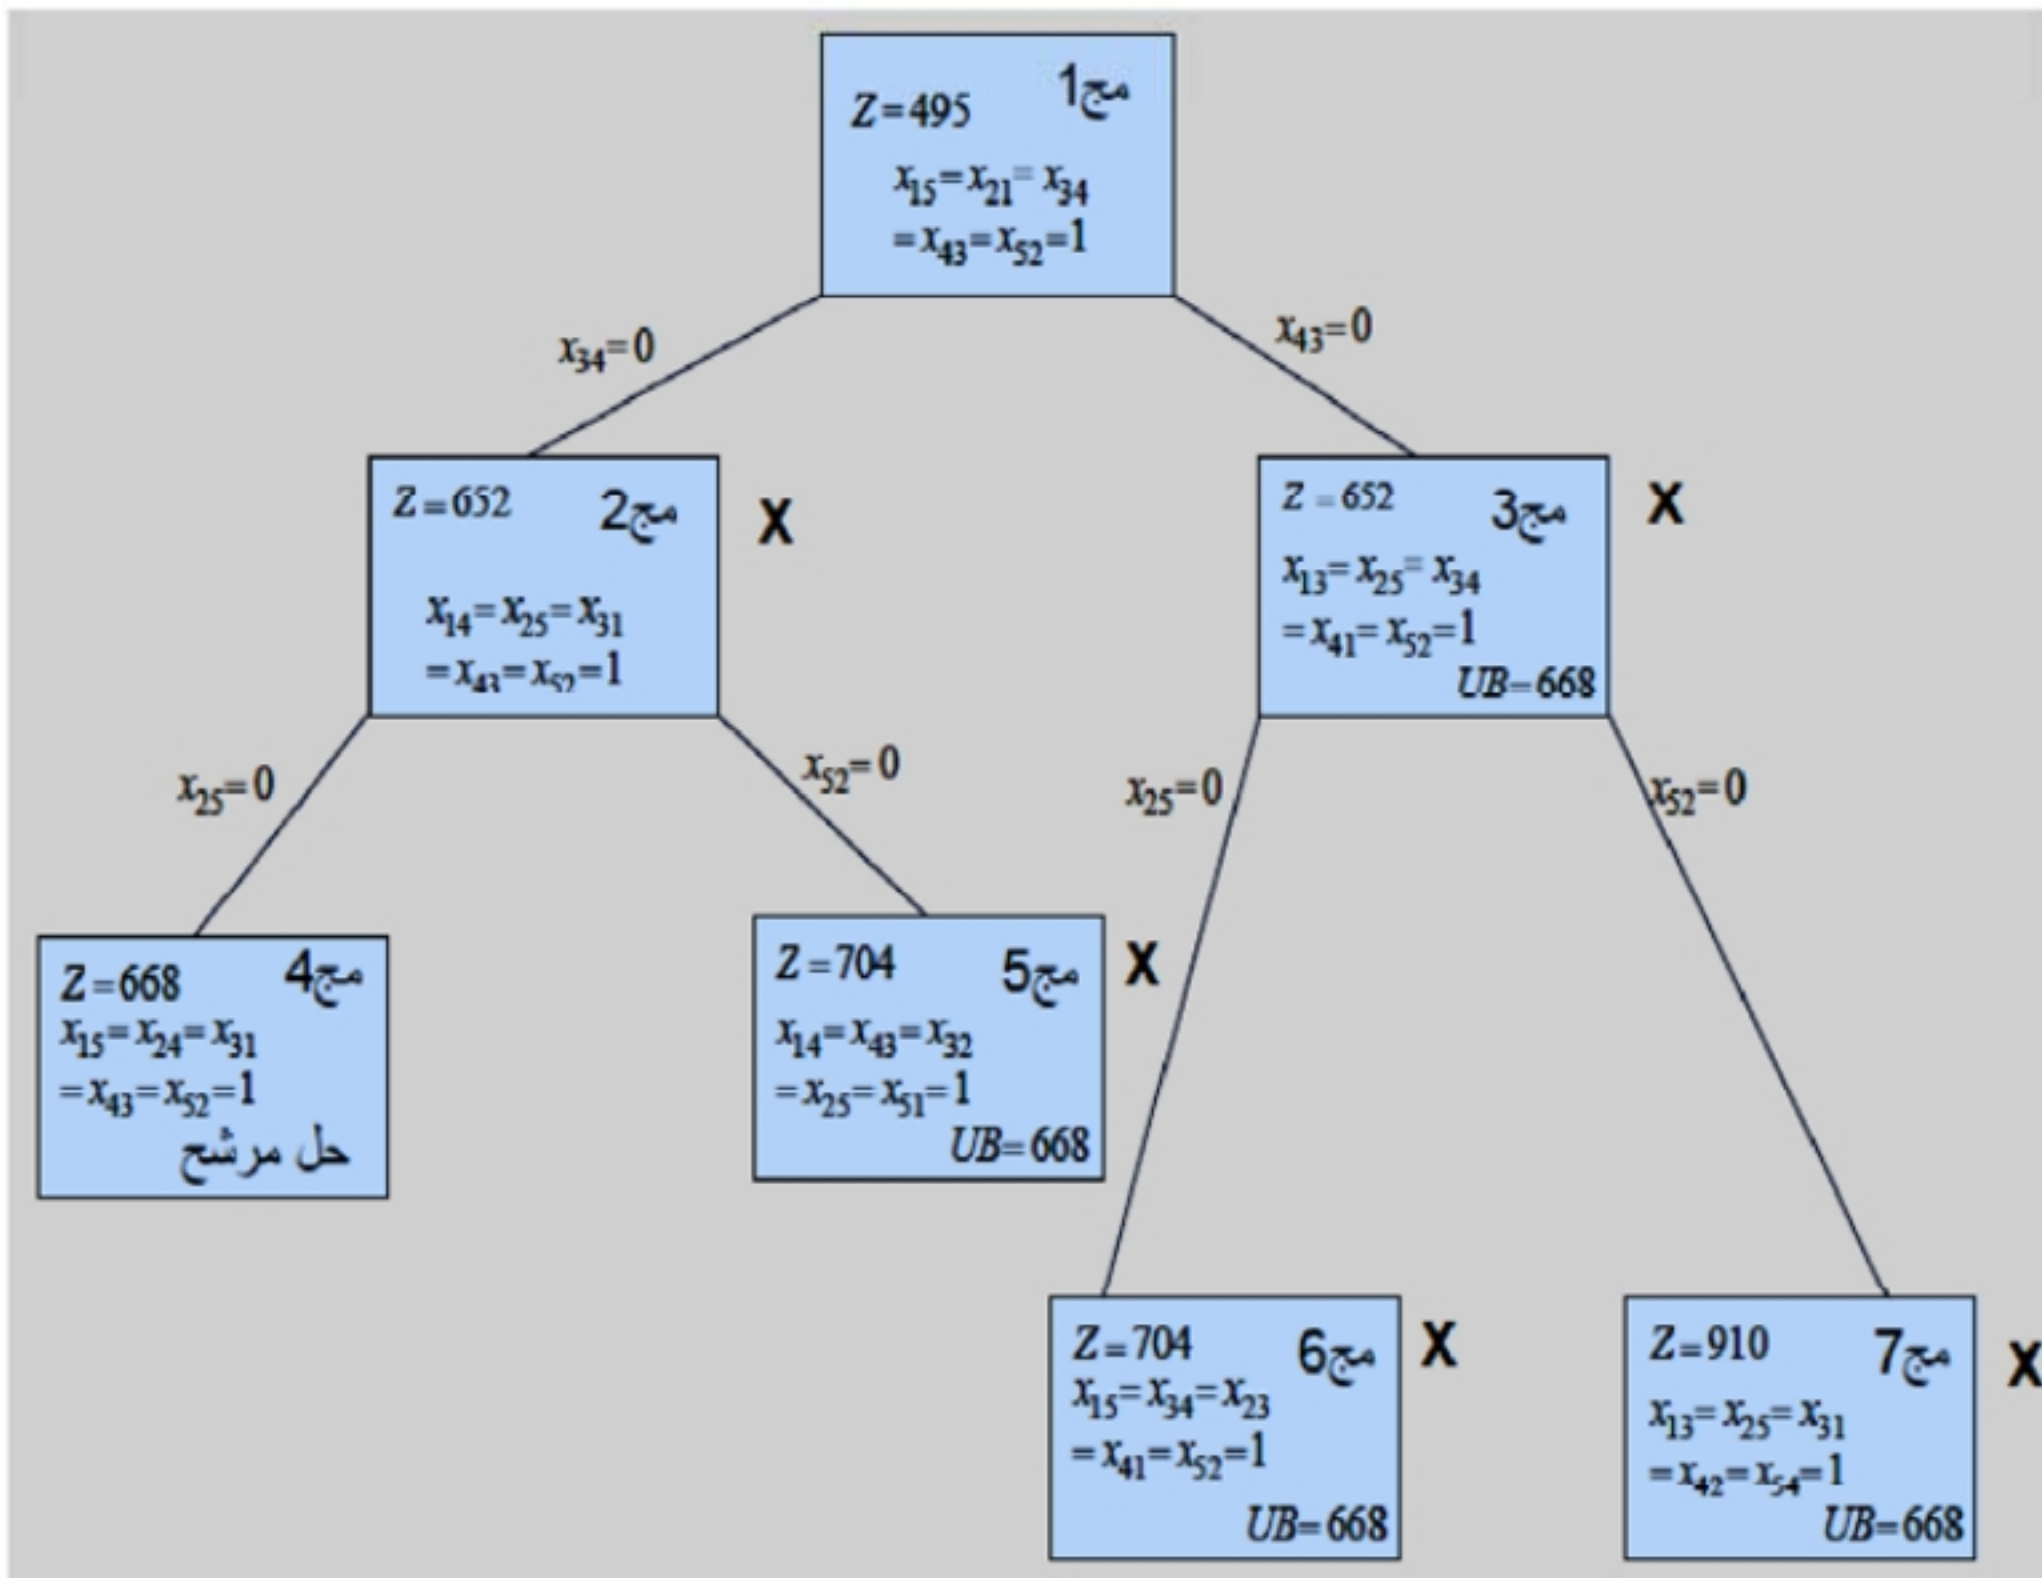 Z=495 مج1
x15=x21=x34
=x43=x52=1
x34=0
x43=0
Z=652 مج2
x14=x25=x31
=x43=x52=1
X
Z=652 مج3
x13=x25=x34
=x41=x52=1
UB=668
X
x25=0
x52=0
x25=0
x52=0
Z=668 مج4
x15=x24=x31
=x43=x52=1
حل مرشح
Z=704 مج5
x14=x43=x32
=x25=x51=1
UB=668
X
Z=704 مج6
x15=x34=x23
=x41=x52=1
UB=668
X
Z=910 مج7
x13=x25=x31
=x42=x54=1
UB=668
X